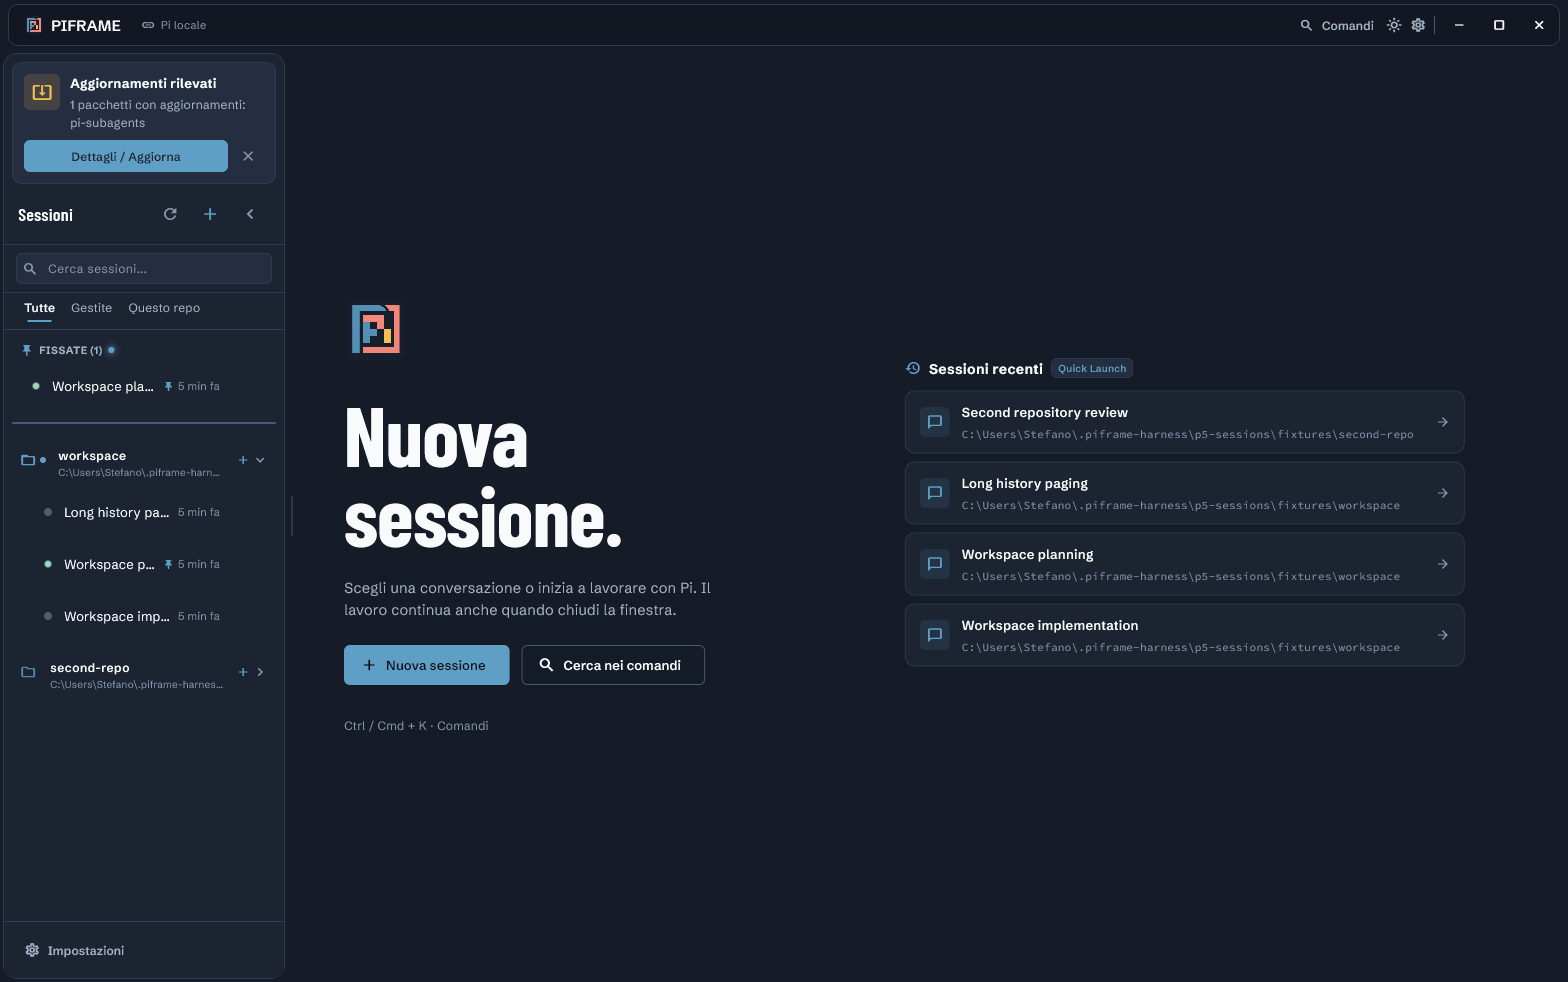 PIFRAME
Pi locale
Comandi
Aggiornamenti rilevati
1 pacchetti con aggiornamenti:
pi-subagents
Dettagli / Aggiorna
Sessioni
Cerca sessioni...
Tutte
Gestite
Questo repo
FISSATE (1)
Workspace pla...
5 min fa
workspace
C:\Users\Stefano\.piframe-harn...
Long history pa...
5 min fa
Workspace p...
5 min fa
Workspace imp...
5 min fa
second-repo
C:\Users\Stefano\.piframe-harnes...
Impostazioni
Nuova
sessione.
Scegli una conversazione o inizia a lavorare con Pi. Il
lavoro continua anche quando chiudi la finestra.
Nuova sessione
Cerca nei comandi
Ctrl / Cmd + K · Comandi
Sessioni recenti
Quick Launch
Second repository review
C:\Users\Stefano\.piframe-harness\p5-sessions\fixtures\second-repo
Long history paging
C:\Users\Stefano\.piframe-harness\p5-sessions\fixtures\workspace
Workspace planning
C:\Users\Stefano\.piframe-harness\p5-sessions\fixtures\workspace
Workspace implementation
C:\Users\Stefano\.piframe-harness\p5-sessions\fixtures\workspace